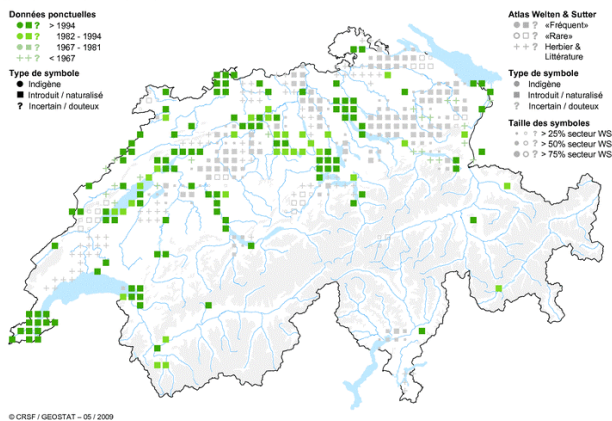 Données ponctuelles
? > 1994
? 1982 - 1994
? 1967 - 1981
++? < 1967
Type de symbole
Indigène
Introduit / naturalisé
? Incertain / douteux
Atlas Welten & Sutter
? «Fréquent»
? «Rare»
++? Herbier &
Littérature
Type de symbole
Indigène
Introduit / naturalisé
? Incertain / douteux
Taille des symboles
? > 25% secteur WS
? > 50% secteur WS
? > 75% secteur WS
© CRSF / GEOSTAT – 05 / 2009